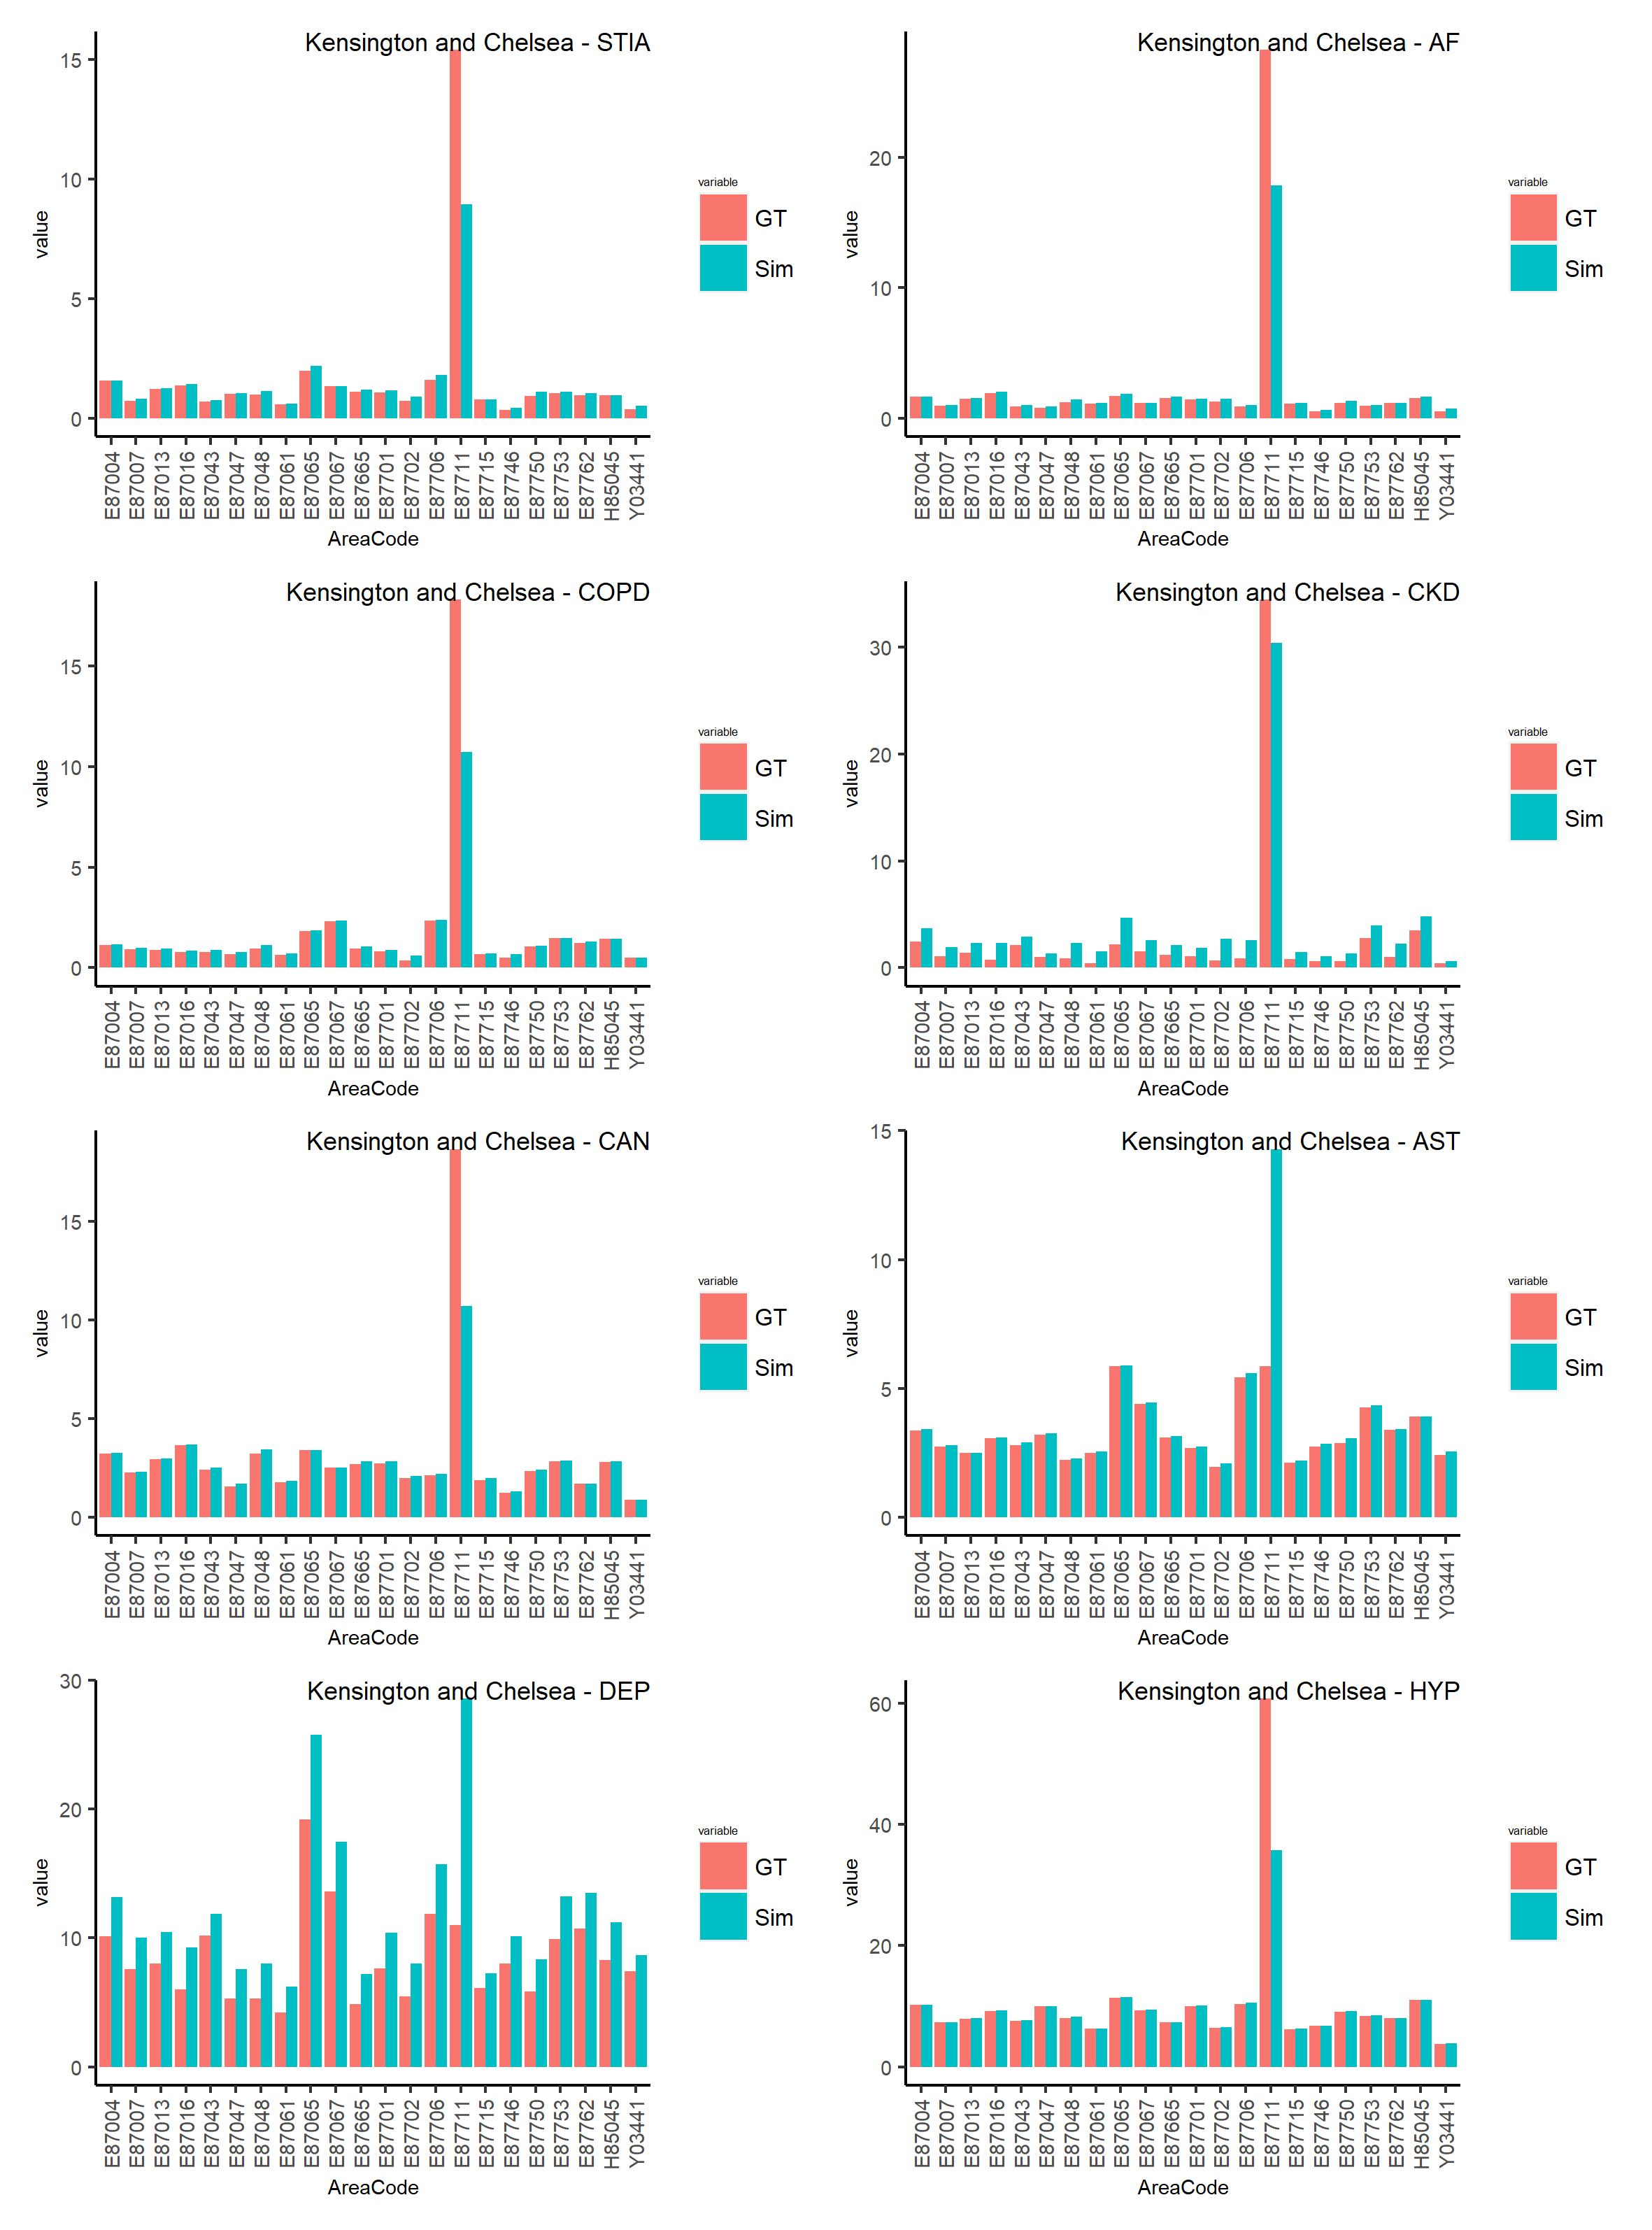 Kensington and Chelsea - STIA
15
10
5
0
value
E87004 E87007 E87013 E87016 E87043 E87047 E87048 E87061 E87065 E87067 E87665 E87701 E87702 E87706 E87711 E87715 E87746 E87750 E87753 E87762 H85045 Y03441
AreaCode
variable
GT
Sim
Kensington and Chelsea - AF
20
10
0
value
E87004 E87007 E87013 E87016 E87043 E87047 E87048 E87061 E87065 E87067 E87665 E87701 E87702 E87706 E87711 E87715 E87746 E87750 E87753 E87762 H85045 Y03441
AreaCode
variable
GT
Sim
Kensington and Chelsea - COPD
15
10
5
0
value
E87004 E87007 E87013 E87016 E87043 E87047 E87048 E87061 E87065 E87067 E87665 E87701 E87702 E87706 E87711 E87715 E87746 E87750 E87753 E87762 H85045 Y03441
AreaCode
variable
GT
Sim
Kensington and Chelsea - CKD
30
20
10
0
value
E87004 E87007 E87013 E87016 E87043 E87047 E87048 E87061 E87065 E87067 E87665 E87701 E87702 E87706 E87711 E87715 E87746 E87750 E87753 E87762 H85045 Y03441
AreaCode
variable
GT
Sim
Kensington and Chelsea - CAN
15
10
5
0
value
E87004 E87007 E87013 E87016 E87043 E87047 E87048 E87061 E87065 E87067 E87665 E87701 E87702 E87706 E87711 E87715 E87746 E87750 E87753 E87762 H85045 Y03441
AreaCode
variable
GT
Sim
Kensington and Chelsea - AST
15
10
5
0
value
E87004 E87007 E87013 E87016 E87043 E87047 E87048 E87061 E87065 E87067 E87665 E87701 E87702 E87706 E87711 E87715 E87746 E87750 E87753 E87762 H85045 Y03441
AreaCode
variable
GT
Sim
Kensington and Chelsea - DEP
30
20
10
0
value
E87004 E87007 E87013 E87016 E87043 E87047 E87048 E87061 E87065 E87067 E87665 E87701 E87702 E87706 E87711 E87715 E87746 E87750 E87753 E87762 H85045 Y03441
AreaCode
variable
GT
Sim
Kensington and Chelsea - HYP
60
40
20
0
value
E87004 E87007 E87013 E87016 E87043 E87047 E87048 E87061 E87065 E87067 E87665 E87701 E87702 E87706 E87711 E87715 E87746 E87750 E87753 E87762 H85045 Y03441
AreaCode
variable
GT
Sim